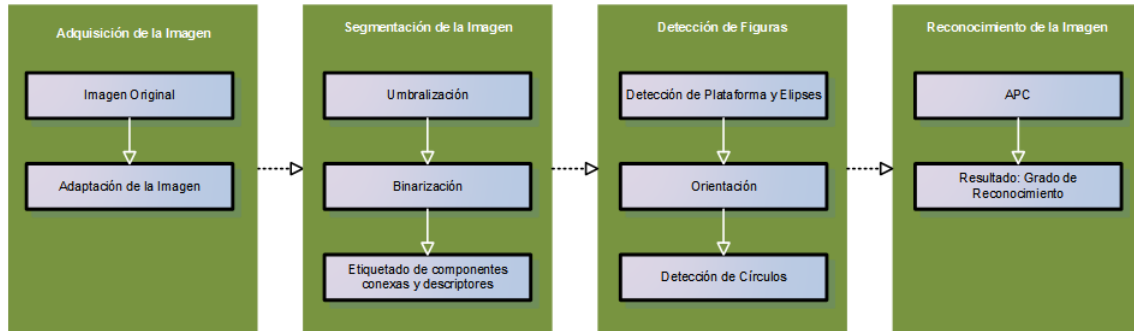 Adquisición de la Imagen
Imagen Original
Adaptación de la Imagen
Segmentación de la Imagen
Umbralización
Binarización
Etiquetado de componentes
conexas y descriptores
Detección de Figuras
Detección de Plataforma y Elipses
Orientación
Detección de Círculos
Reconocimiento de la Imagen
APC
Resultado: Grado de
Reconocimiento